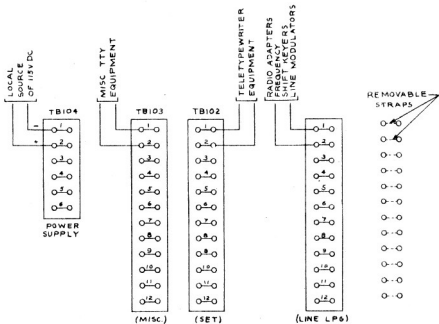 LOCAL
SOURCE
OF 115V DC
MISC TTY
EQUIPMENT
TELETYPEWRITER
EQUIPMENT
RADIO ADAPTERS
FREQUENCY
SHIFT KEYERS
LINE MODULATORS
REMOVABLE
STRAPS
TB104
TB103
TB102
-
+
1
2
3
4
5
6
POWER
SUPPLY
1
2
3
4
5
6
7
8
9
10
11
12
(MISC.)
1
2
3
4
5
6
7
8
9
10
11
12
(SET)
1
2
3
4
5
6
7
8
9
10
11
12
(LINE LPG)